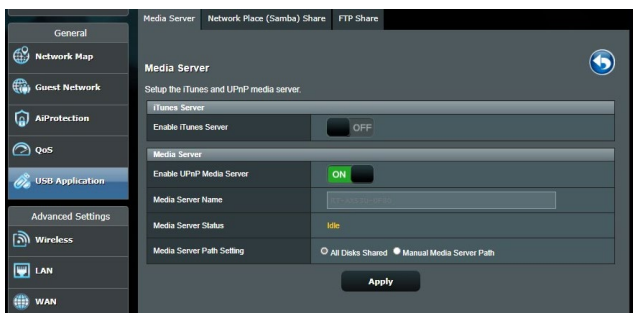 Media Server
Network Place (Samba) Share
FTP Share
General
Network Map
Guest Network
AiProtection
QoS
USB Application
Advanced Settings
Wireless
LAN
WAN
Media Server
Setup the iTunes and UPnP media server.
iTunes Server
Enable iTunes Server
OFF
Media Server
Enable UPnP Media Server
ON
Media Server Name
Media Server Status
Idle
Media Server Path Setting
All Disks Shared
Manual Media Server Path
Apply